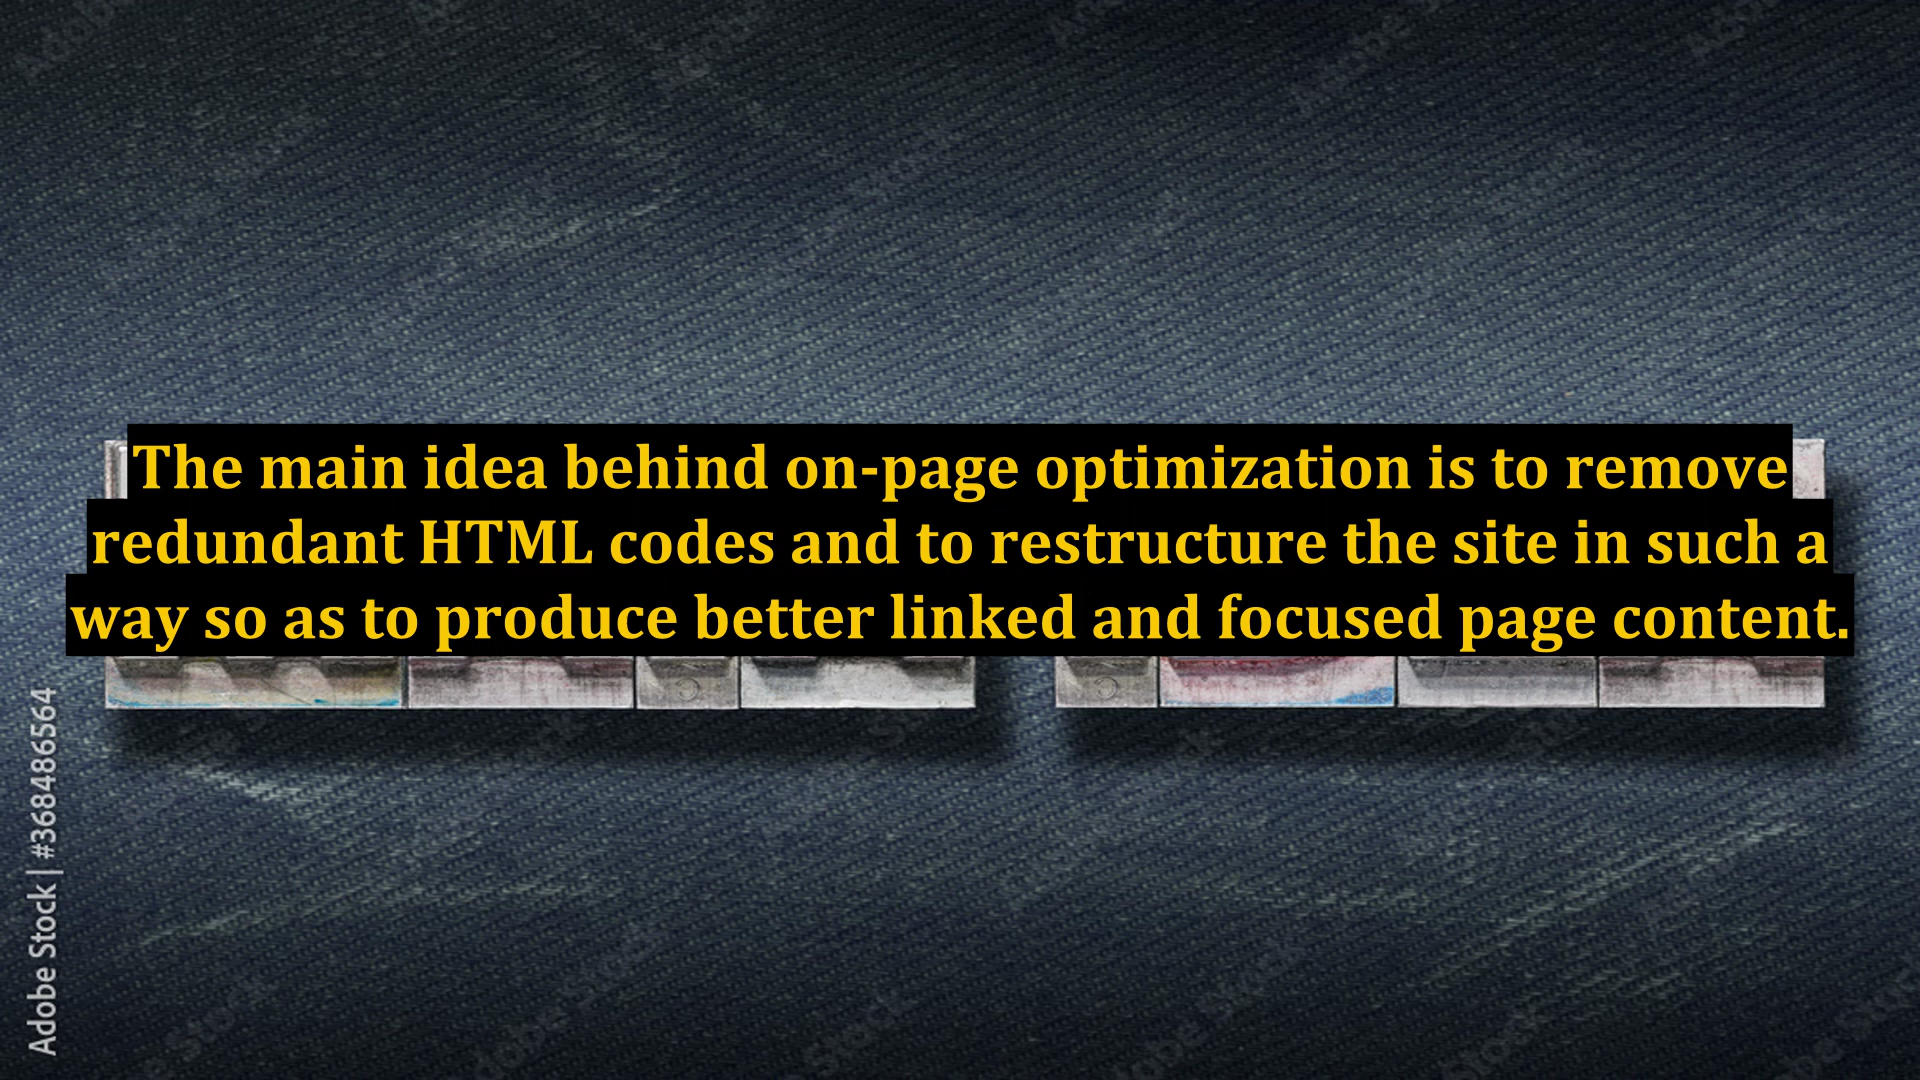 The main idea behind on-page optimization is to remove
redundant HTML codes and to restructure the site in such a
way so as to produce better linked and focused page content.
Adobe Stock | #368486564